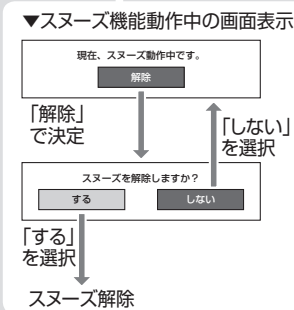 ▼スヌーズ機能動作中の画面表示
現在、スヌーズ動作中です。
解除
「解除」
で決定
「しない」
を選択
スヌーズを解除しますか？
する
しない
「する」
を選択
スヌーズ解除